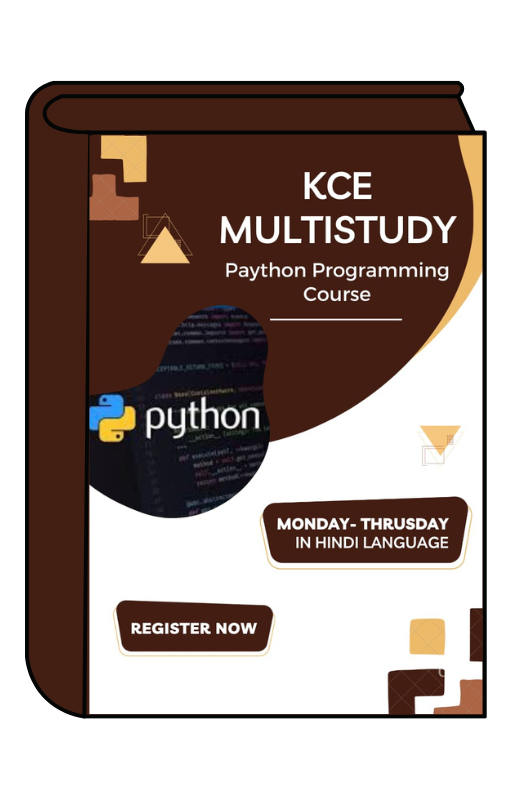 KCE
MULTISTUDY
Paython Programming
Course
python
MONDAY- THRUSDAY
IN HINDI LANGUAGE
REGISTER NOW